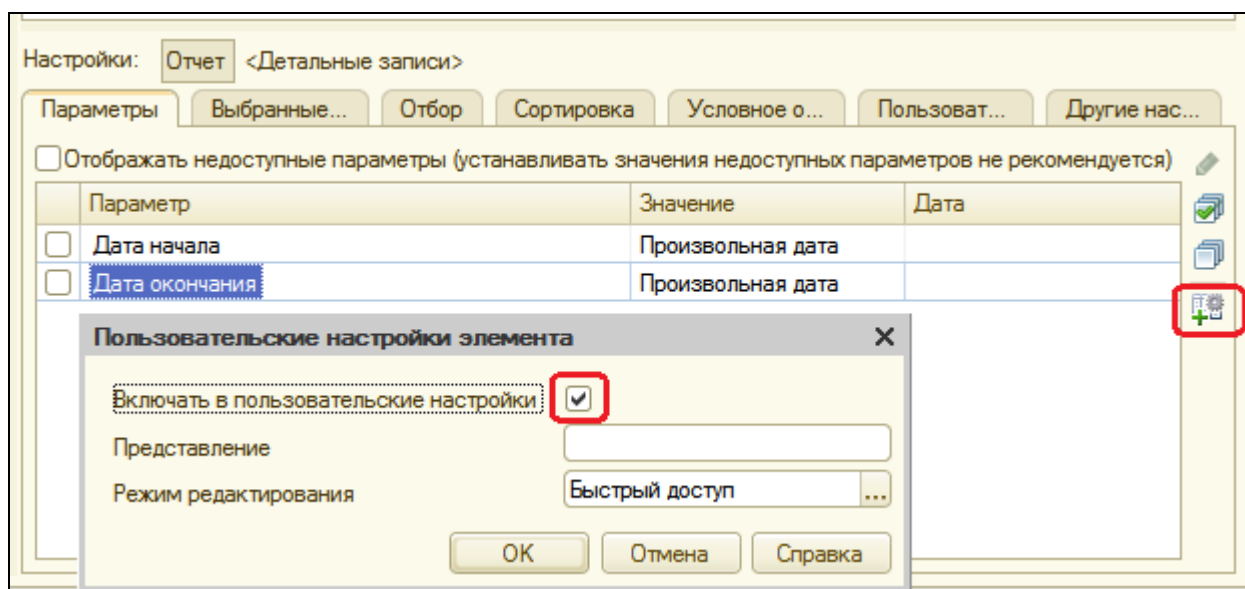 Настройки: Отчет <Детальные записи>
Параметры Выбранные... Отбор Сортировка Условное о... Пользоват... Другие нас...
Отображать недоступные параметры (устанавливать значения недоступных параметров не рекомендуется)
Параметр Значение Дата
Дата начала Произвольная дата
Дата окончания Произвольная дата
Пользовательские настройки элемента
Включать в пользовательские настройки
Представление
Режим редактирования Быстрый доступ ...
OK Отмена Справка